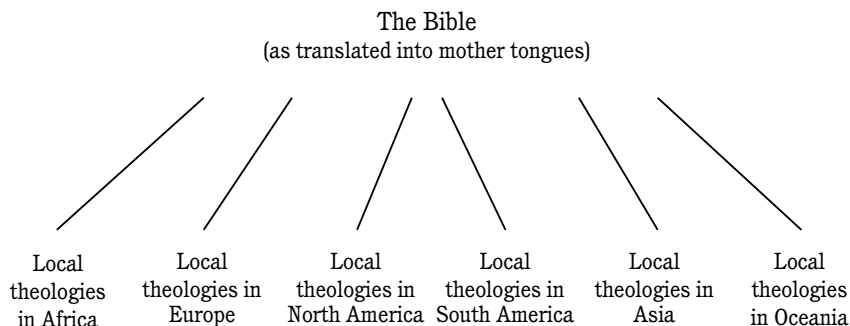 The Bible
(as translated into mother tongues)
Local
theologies
in Africa
Local
theologies in
Europe
Local
theologies in
North America
Local
theologies in
South America
Local
theologies in
Asia
Local
theologies
in Oceania